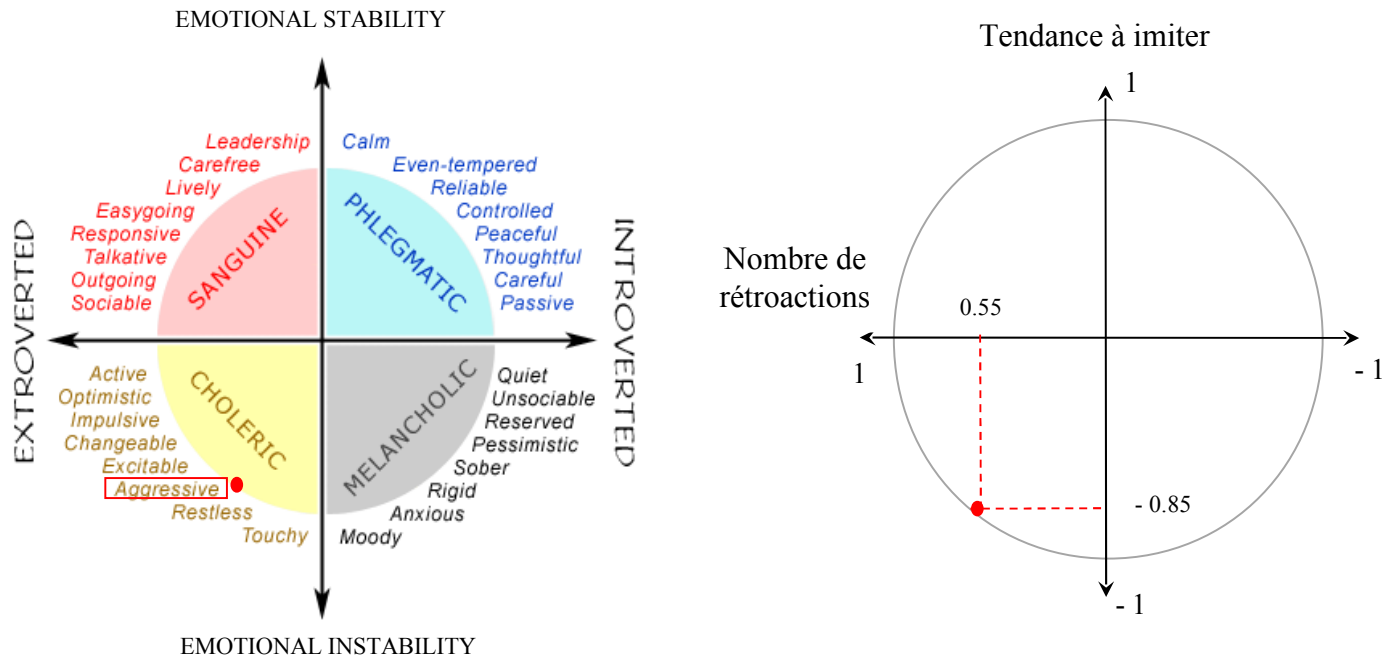 EMOTIONAL STABILITY
Leadership
Carefree
Lively
Easygoing
Responsive
Talkative
Outgoing
Sociable
SANGUINE
Calm
Even-tempered
Reliable
Controlled
Peaceful
Thoughtful
Careful
Passive
PHLEGMATIC
EXTROVERTED
INTROVERTED
Active
Optimistic
Impulsive
Changeable
Excitable
Aggressive
Restless
Touchy
CHOLERIC
Quiet
Unsociable
Reserved
Pessimistic
Sober
Rigid
Anxious
Moody
MELANCHOLIC
EMOTIONAL INSTABILITY
Tendance à imiter
1
Nombre de
rétroactions
0.55
1
- 1
- 0.85
- 1